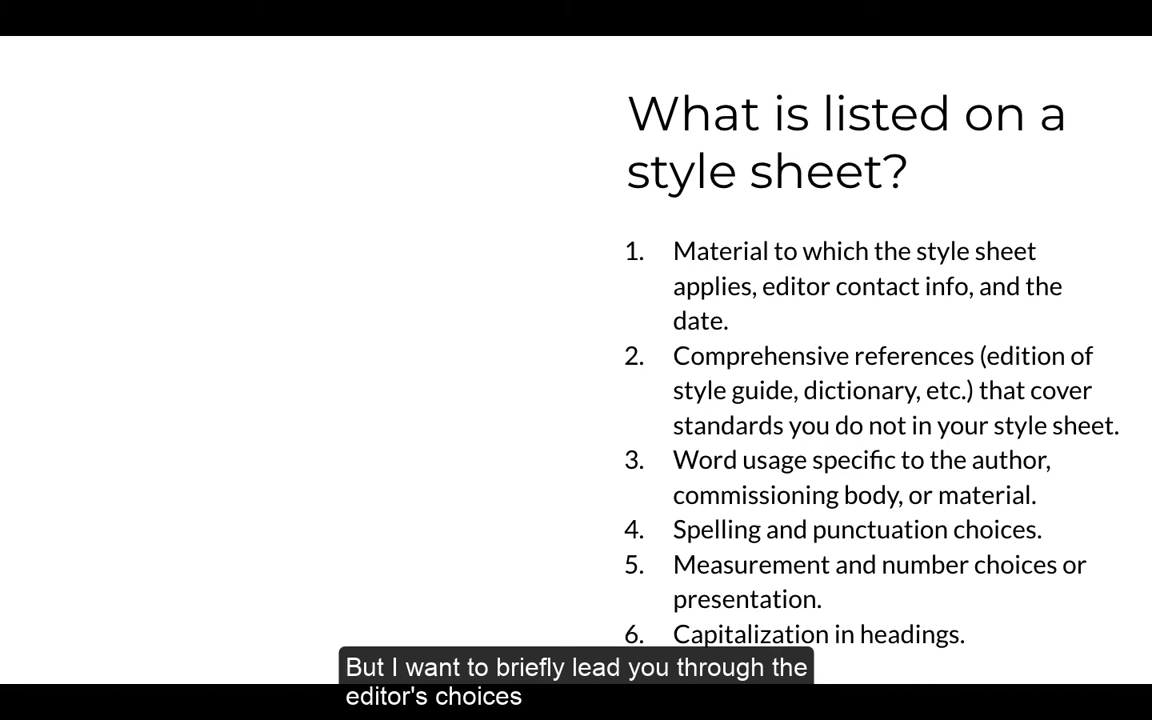 What is listed on a
style sheet?
1. Material to which the style sheet
applies, editor contact info, and the
date.
2. Comprehensive references (edition of
style guide, dictionary, etc.) that cover
standards you do not in your style sheet.
3. Word usage specific to the author,
commissioning body, or material.
4. Spelling and punctuation choices.
5. Measurement and number choices or
presentation.
6. Capitalization in headings.
But I want to briefly lead you through the
editor's choices